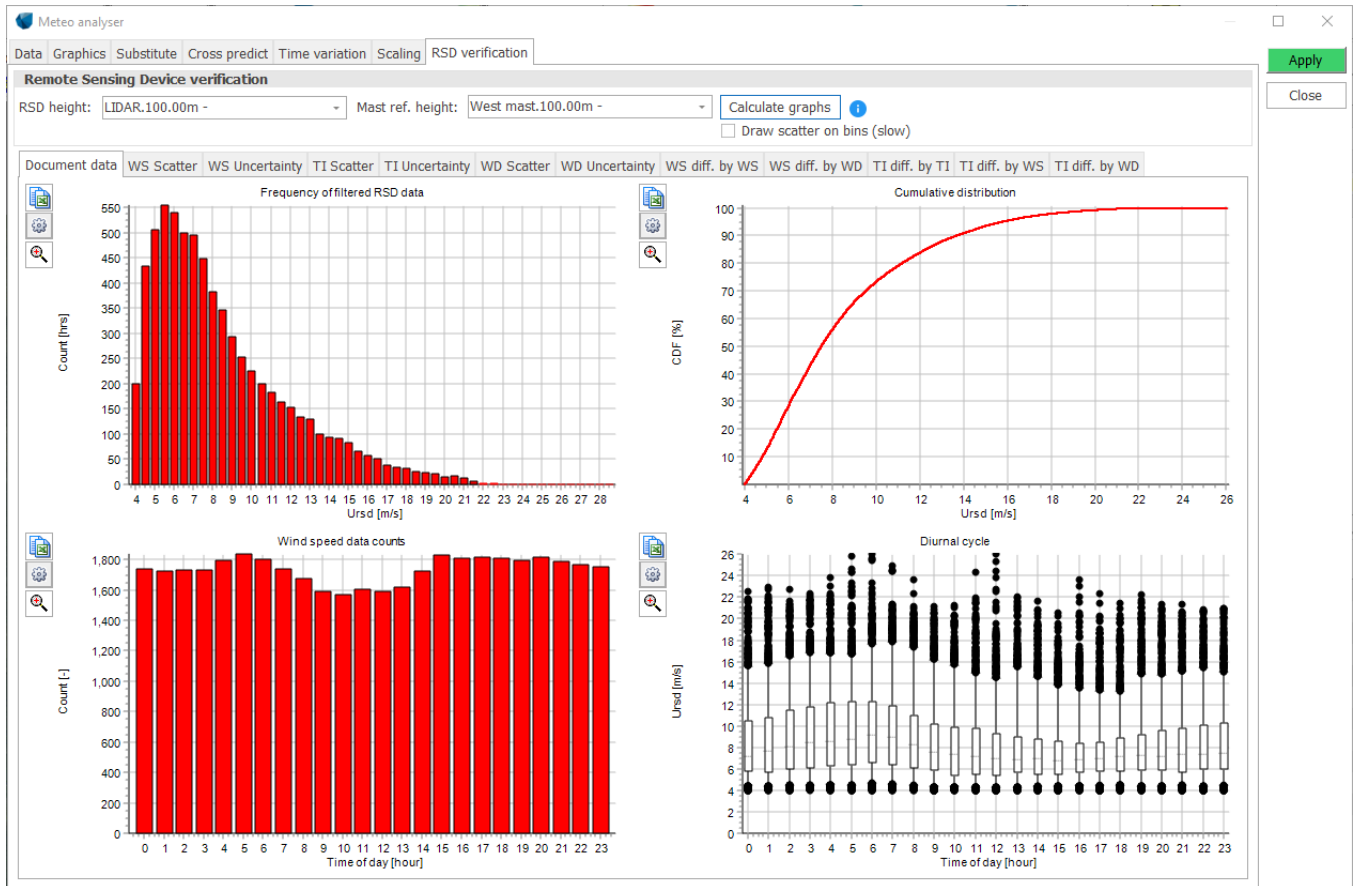 Meteo analyser
Data Graphics Substitute Cross predict Time variation Scaling RSD verification
Apply
Remote Sensing Device verification
RSD height: LIDAR.100.00m - Mast ref. height: West mast.100.00m - Calculate graphs
Close
Draw scatter on bins (slow)
Document data WS Scatter WS Uncertainty TI Scatter TI Uncertainty WD Scatter WD Uncertainty WS diff. by WS WS diff. by WD TI diff. by TI TI diff. by WS TI diff. by WD
Frequency of filtered RSD data
550
500
450
400
350
300
250
200
150
100
50
0
Count [hrs]
4 5 6 7 8 9 10 11 12 13 14 15 16 17 18 19 20 21 22 23 24 25 26 27 28
Ursd [m/s]
Cumulative distribution
100
90
80
70
60
50
40
30
20
10
CDF [%]
4 6 8 10 12 14 16 18 20 22 24 26
Ursd [m/s]
Wind speed data counts
1,800
1,600
1,400
1,200
1,000
800
600
400
200
0
Count [-]
0 1 2 3 4 5 6 7 8 9 10 11 12 13 14 15 16 17 18 19 20 21 22 23
Time of day [hour]
Diurnal cycle
26
24
22
20
18
16
14
12
10
8
6
4
2
0
Ursd [m/s]
0 1 2 3 4 5 6 7 8 9 10 11 12 13 14 15 16 17 18 19 20 21 22 23
Time of day [hour]